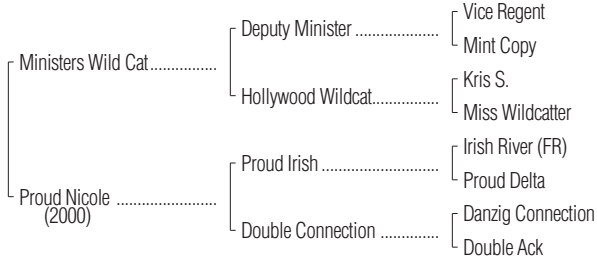 Vice Regent
Deputy Minister ....................
Mint Copy
Ministers Wild Cat................
Kris S.
Hollywood Wildcat................
Miss Wildcatter
Irish River (FR)
Proud Irish ............................
Proud Delta
Proud Nicole ........................
(2000)
Danzig Connection
Double Connection ..............
Double Ack